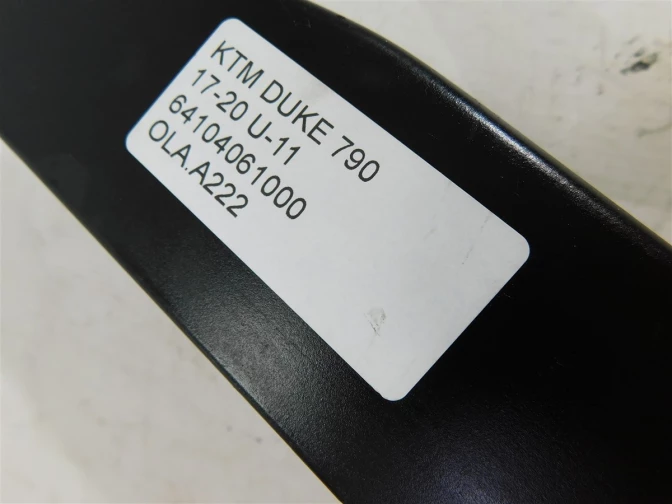 KTM DUKE 790
17-20 U-11
64104061000
OLA.A222